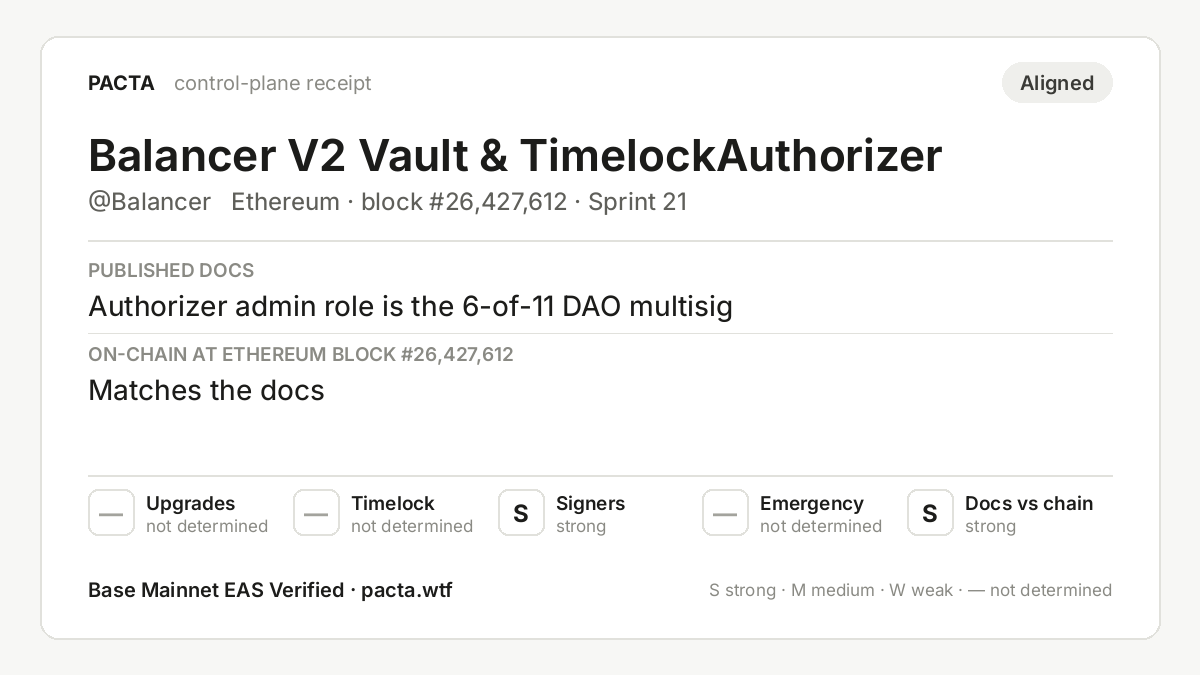 PACTA control-plane receipt Aligned
Balancer V2 Vault & TimelockAuthorizer
@Balancer Ethereum · block #26,427,612 · Sprint 21
PUBLISHED DOCS
Authorizer admin role is the 6-of-11 DAO multisig
ON-CHAIN AT ETHEREUM BLOCK #26,427,612
Matches the docs
— Upgrades not determined
— Timelock not determined
S Signers strong
— Emergency not determined
S Docs vs chain strong
Base Mainnet EAS Verified · pacta.wtf
S strong · M medium · W weak · — not determined